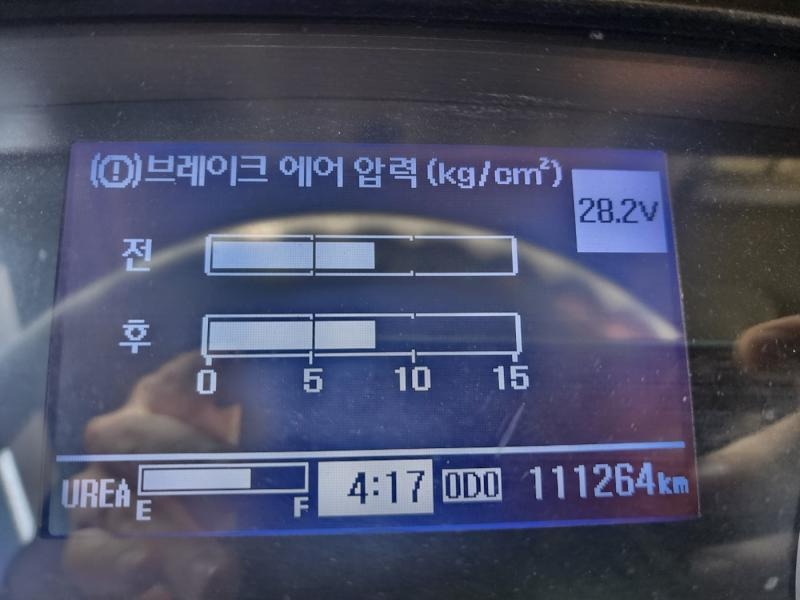 (!)브레이크 에어 압력(kg/cm²)
28.2V
전
후
0 5 10 15
UREA E F 4:17 ODO 111264km